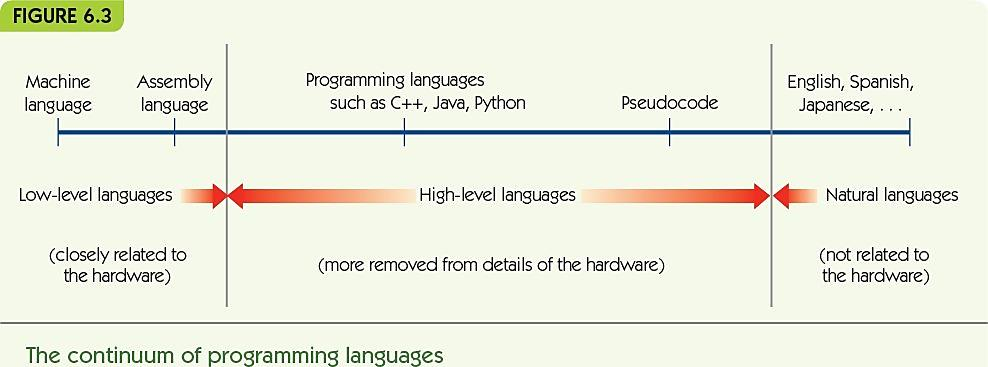 FIGURE 6.3
Machine
language
Assembly
language
Programming languages
such as C++, Java, Python
Pseudocode
English, Spanish,
Japanese, . . .
Low-level languages
High-level languages
Natural languages
(closely related to
the hardware)
(more removed from details of the hardware)
(not related to
the hardware)
The continuum of programming languages